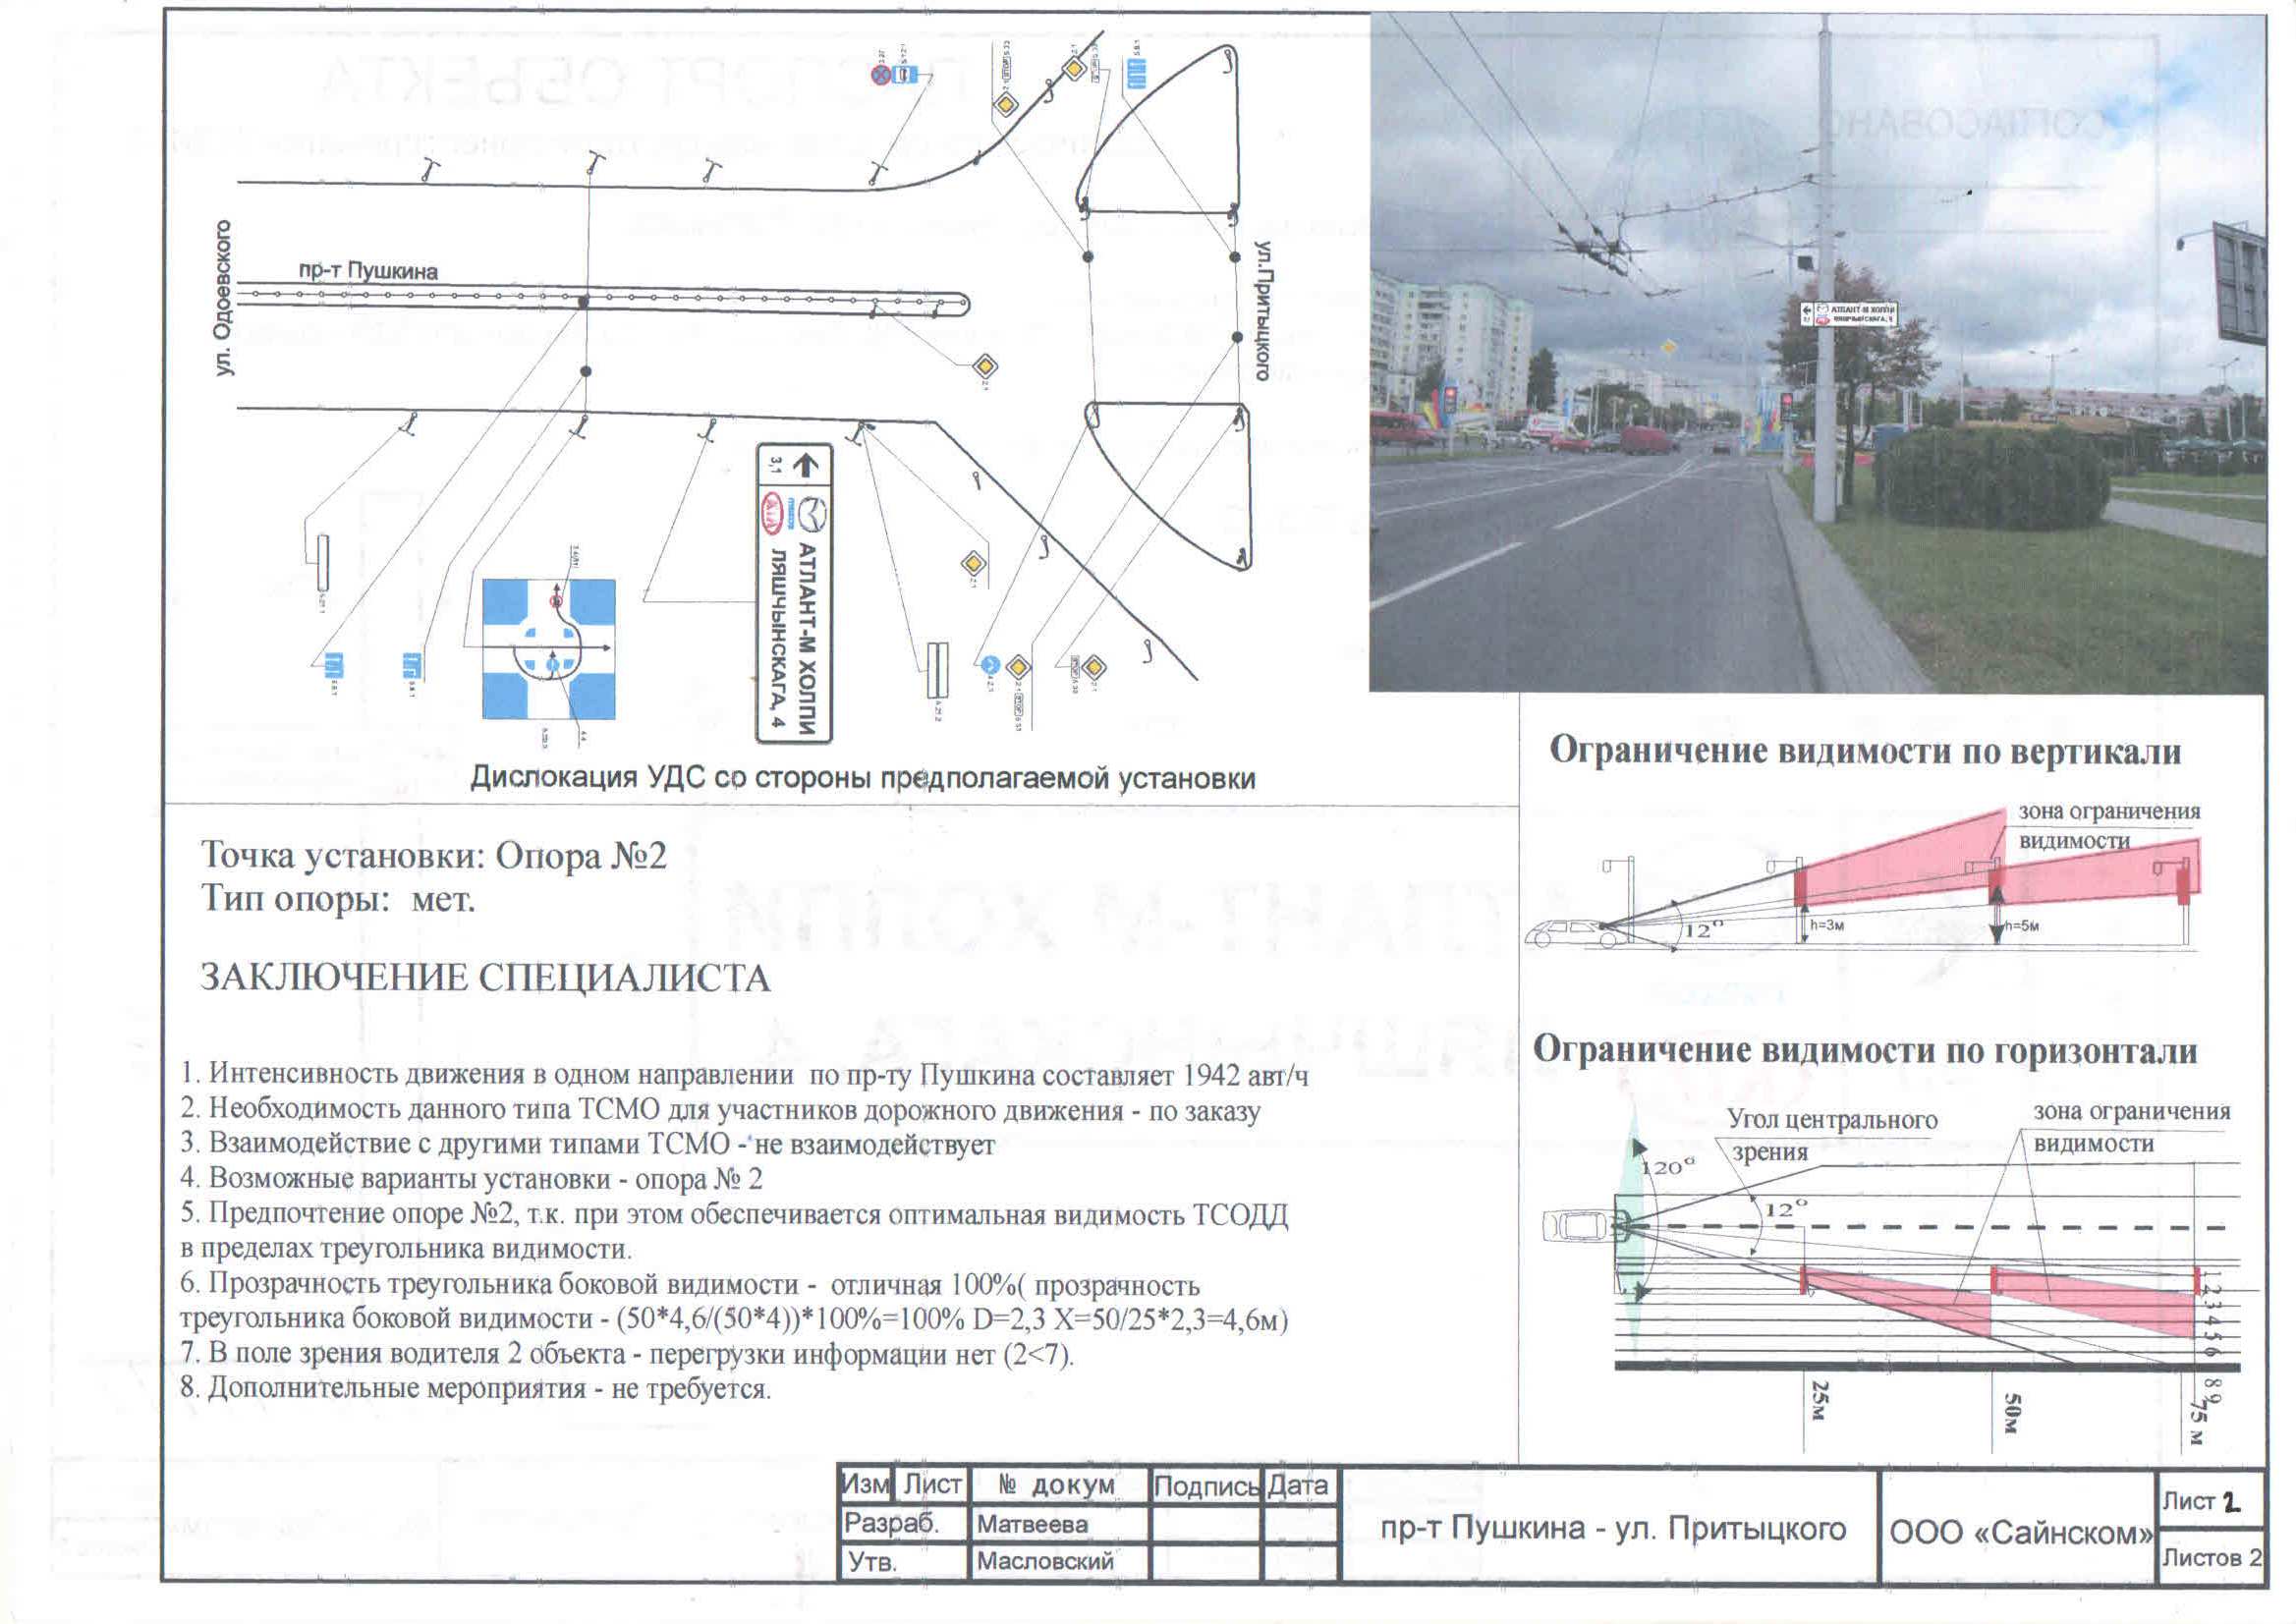 ул. Одоевского
пр-т Пушкина
ул.Притыцкого
3,1
KIA
mazda
АТЛАНТ-М ХОЛПИ
ЛЯШЧЫНСКАГА, 4
Дислокация УДС со стороны предполагаемой установки
АТЛАНТ-М ХОЛПИ
Точка установки: Опора №2
Тип опоры: мет.
ЗАКЛЮЧЕНИЕ СПЕЦИАЛИСТА
1. Интенсивность движения в одном направлении по пр-ту Пушкина составляет 1942 авт/ч
2. Необходимость данного типа ТСМО для участников дорожного движения - по заказу
3. Взаимодействие с другими типами ТСМО - не взаимодействует
4. Возможные варианты установки - опора № 2
5. Предпочтение опоре №2, т.к. при этом обеспечивается оптимальная видимость ТСОДД
в пределах треугольника видимости.
6. Прозрачность треугольника боковой видимости - отличная 100%( прозрачность
треугольника боковой видимости - (50*4,6/(50*4))*100%=100% D=2,3 X=50/25*2,3=4,6м)
7. В поле зрения водителя 2 объекта - перегрузки информации нет (2<7).
8. Дополнительные мероприятия - не требуется.
Ограничение видимости по вертикали
зона ограничения
видимости
12°
h=3м
h=5м
Ограничение видимости по горизонтали
Угол центрального
зрения
зона ограничения
видимости
120°
12°
1 2 3 4 5 6
8 9
25м
50м
75 м
Изм Лист № докум Подпись Дата
Разраб. Матвеева
Утв. Масловский
пр-т Пушкина - ул. Притыцкого
ООО «Сайнском»
Лист 2
Листов 2